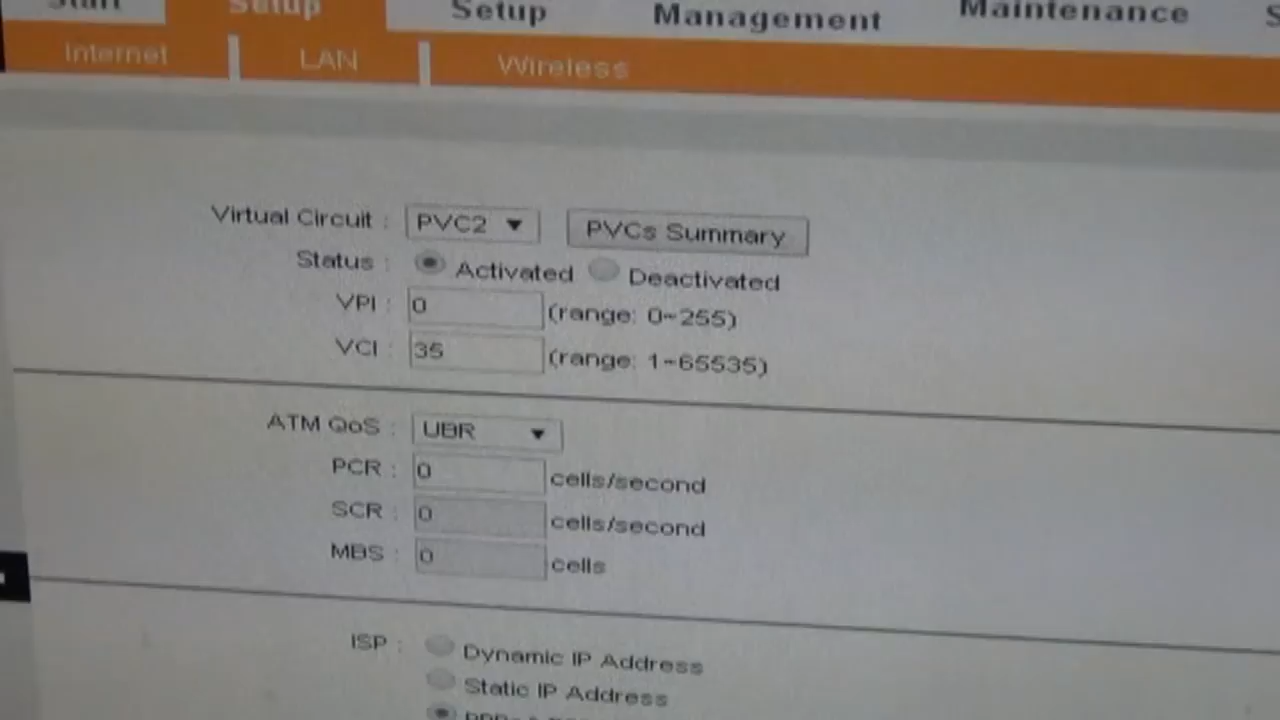 Start Setup Setup Management Maintenance
Internet LAN Wireless
Virtual Circuit : PVC2 PVCs Summary
Status : Activated Deactivated
VPI : 0 (range: 0~255)
VCI : 35 (range: 1~65535)
ATM QoS : UBR
PCR : 0 cells/second
SCR : 0 cells/second
MBS : 0 cells
ISP : Dynamic IP Address
Static IP Address